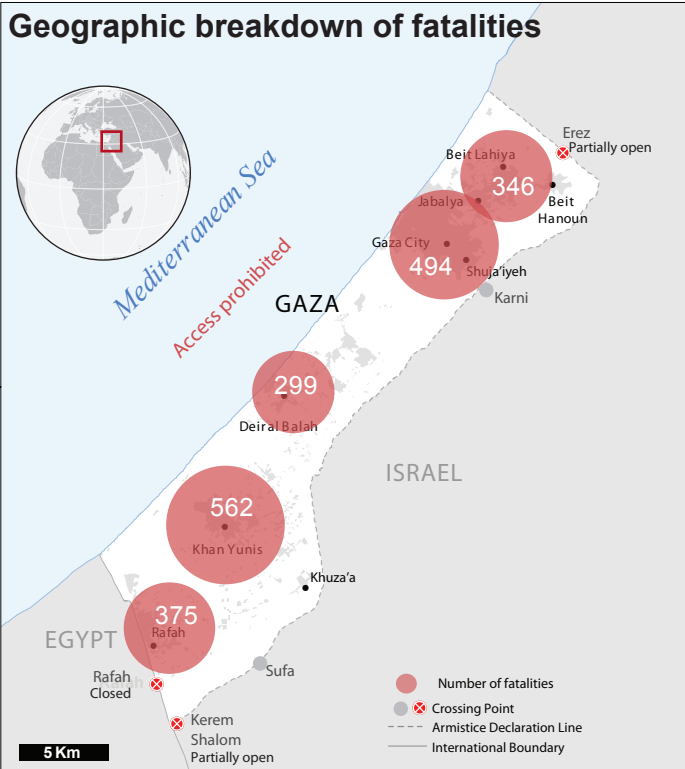 Geographic breakdown of fatalities
Mediterranean Sea
Access prohibited
GAZA
Erez
Partially open
Beit Lahiya
346
Jabalya
Beit
Hanoun
Gaza City
494
Shuja'iyeh
Karni
299
Deiral Balah
ISRAEL
562
Khan Yunis
Khuza'a
375
Rafah
EGYPT
Rafah
Closed
Rafah
Sufa
Kerem
Shalom
Partially open
5 Km
Number of fatalities
Crossing Point
Armistice Declaration Line
International Boundary